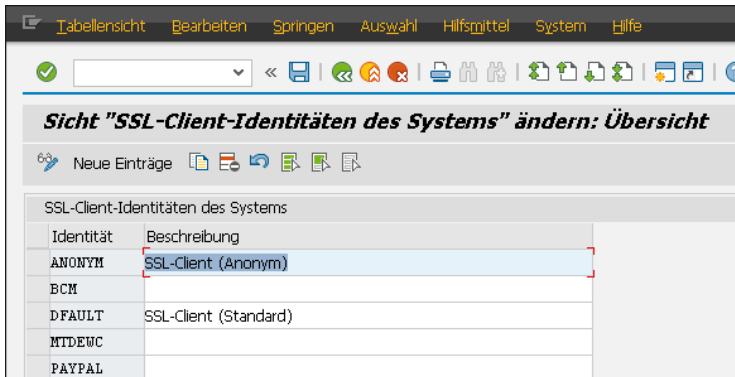 Tabellensicht Bearbeiten Springen Auswahl Hilfsmittel System Hilfe
Sicht "SSL-Client-Identitäten des Systems" ändern: Übersicht
Neue Einträge
SSL-Client-Identitäten des Systems
Identität Beschreibung
ANONYM SSL-Client (Anonym)
BCM
DFAULT SSL-Client (Standard)
MTDEWC
PAYPAL